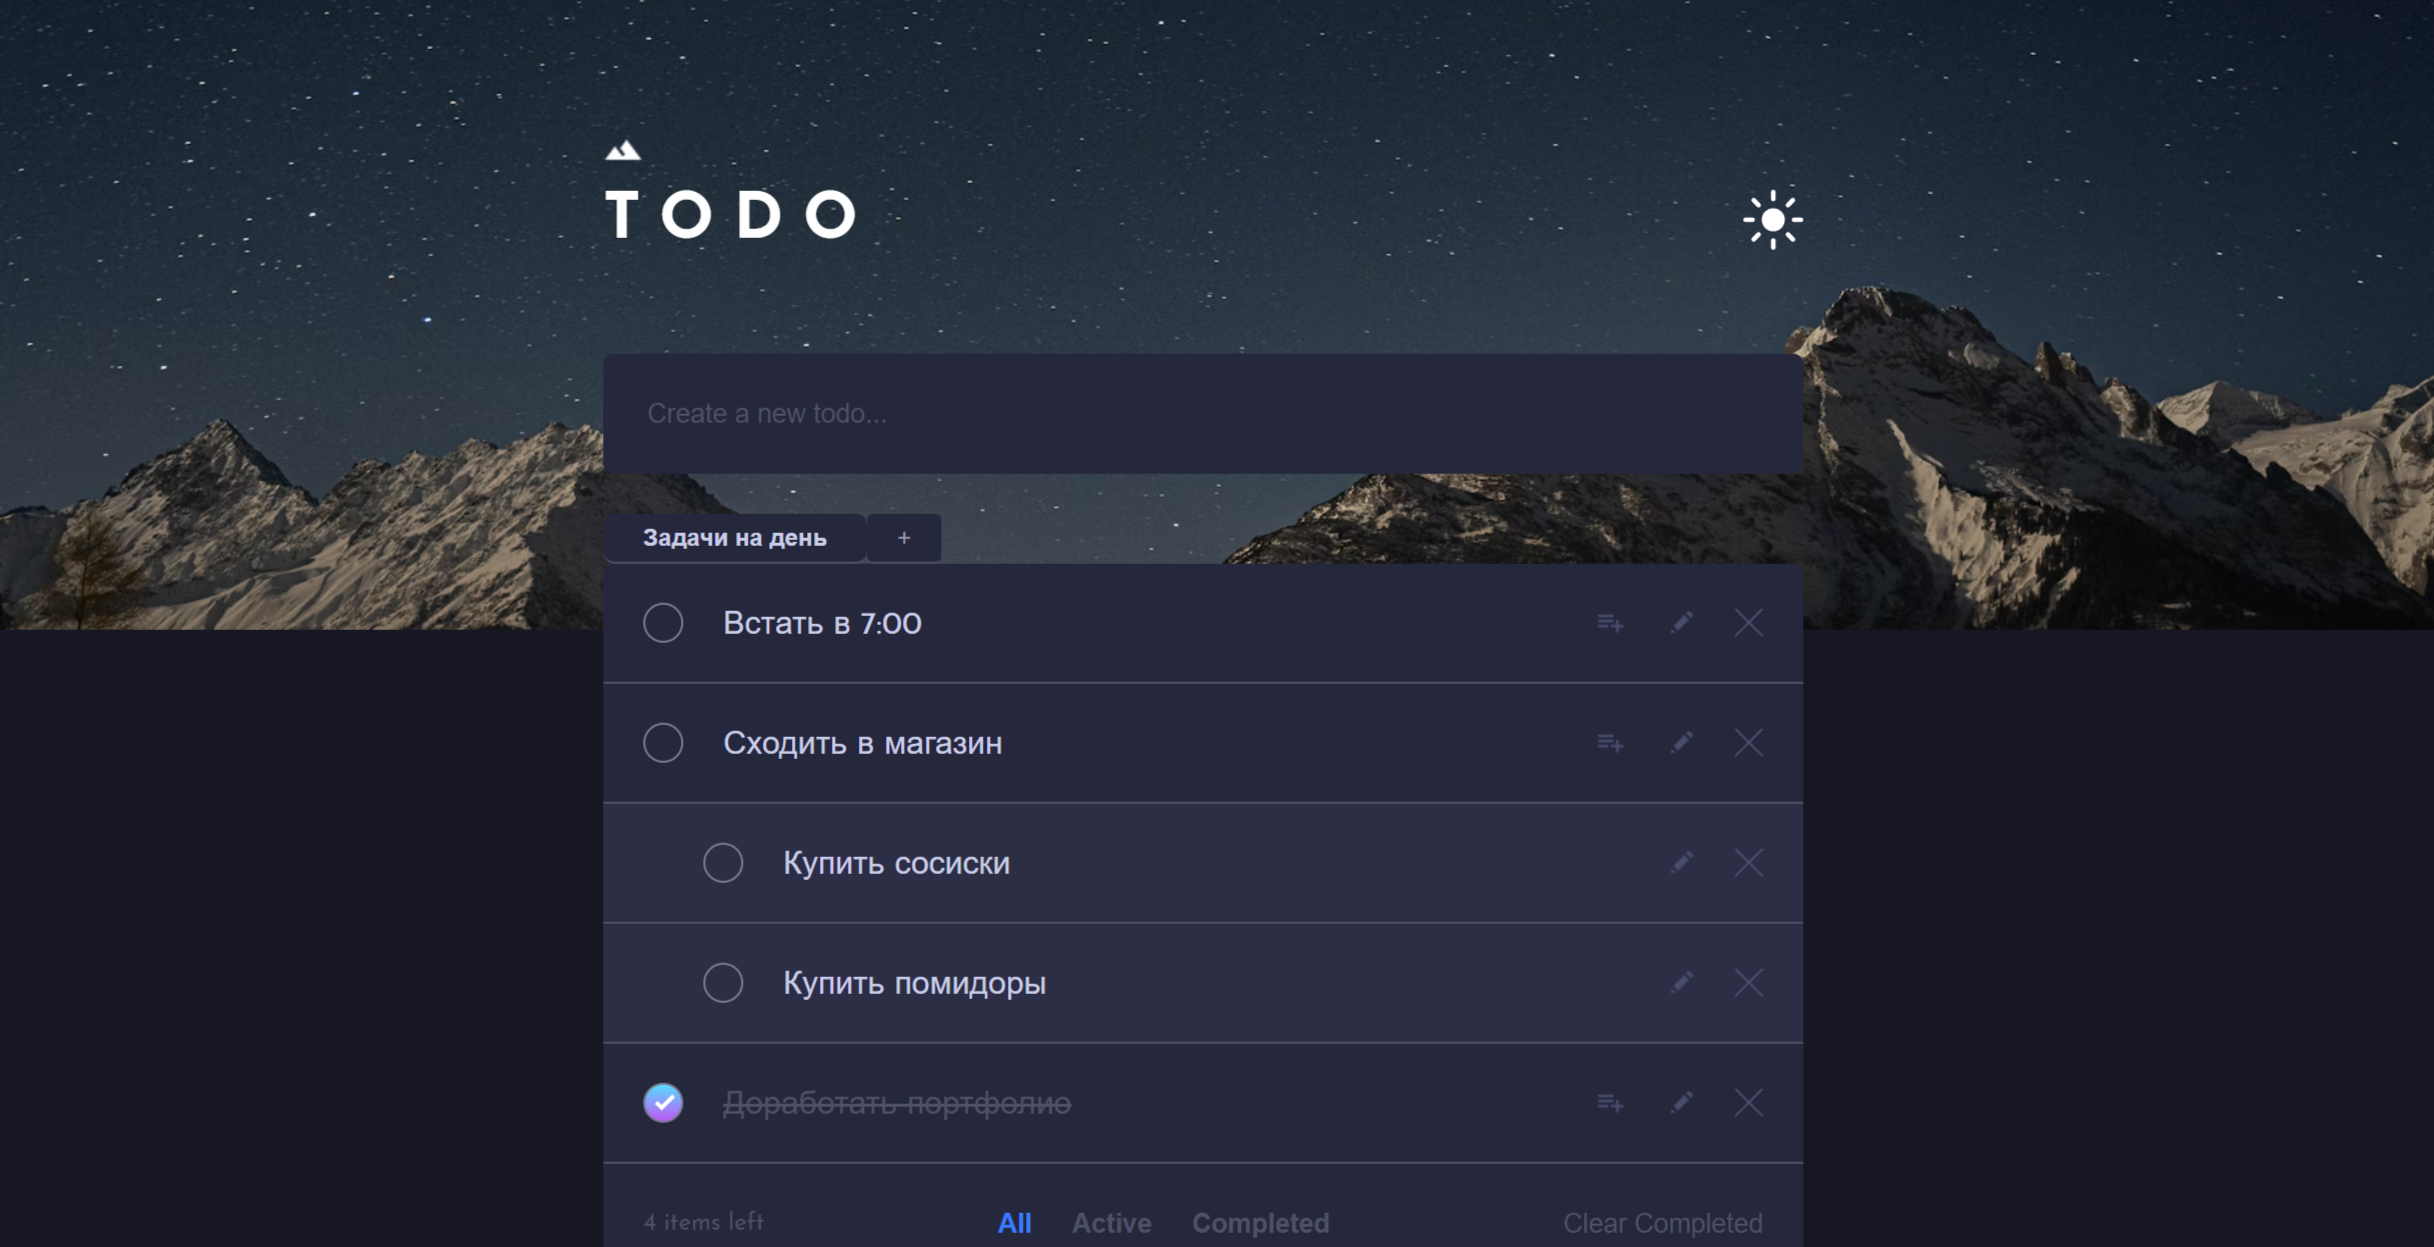 TODO
Create a new todo...
Задачи на день +
Встать в 7:00
Сходить в магазин
Купить сосиски
Купить помидоры
Доработать портфолио
4 items left All Active Completed Clear Completed